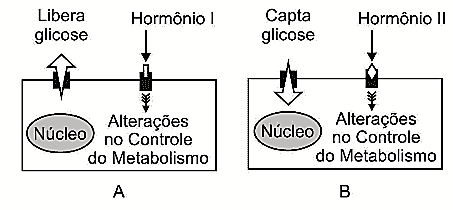 Libera
glicose
Hormônio I
Núcleo
Alterações
no Controle
do Metabolismo
A
Capta
glicose
Hormônio II
Núcleo
Alterações
no Controle
do Metabolismo
B